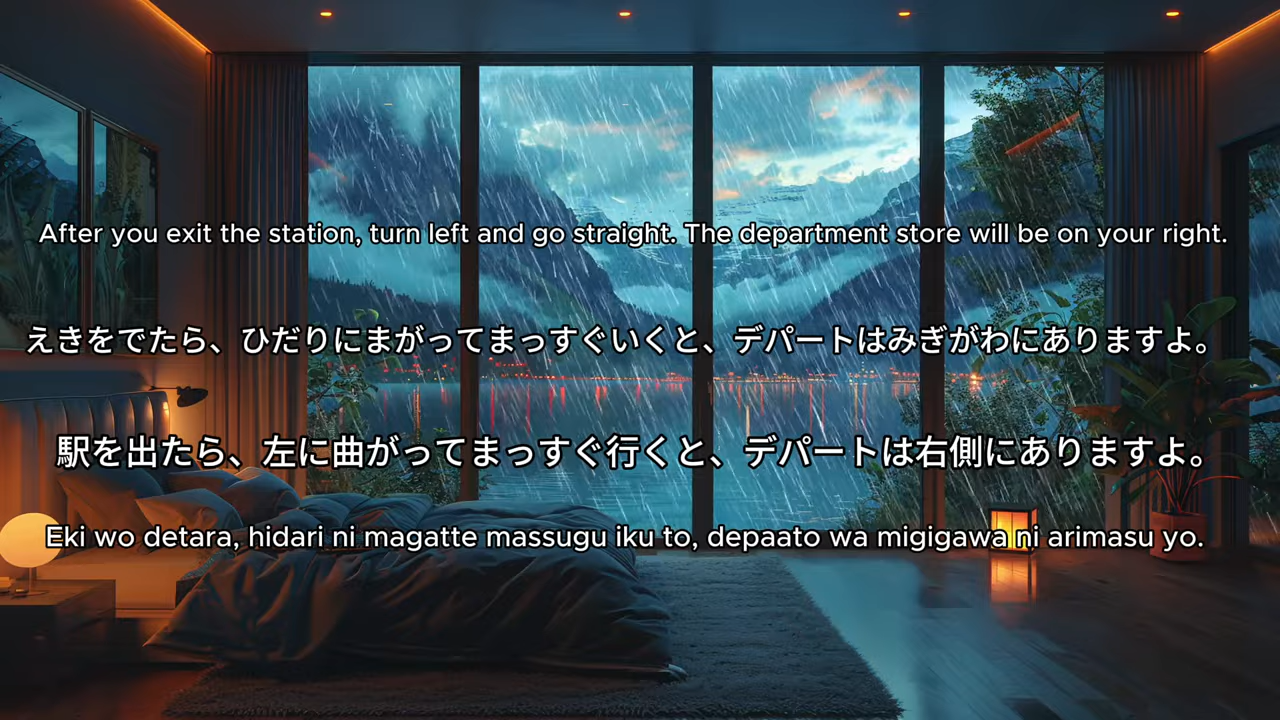 After you exit the station, turn left and go straight. The department store will be on your right.
えきをでたら、ひだりにまがってまっすぐいくと、デパートはみぎがわにありますよ。
駅を出たら、左に曲がってまっすぐ行くと、デパートは右側にありますよ。
Eki wo detara, hidari ni magatte massugu iku to, depaato wa migigawa ni arimasu yo.